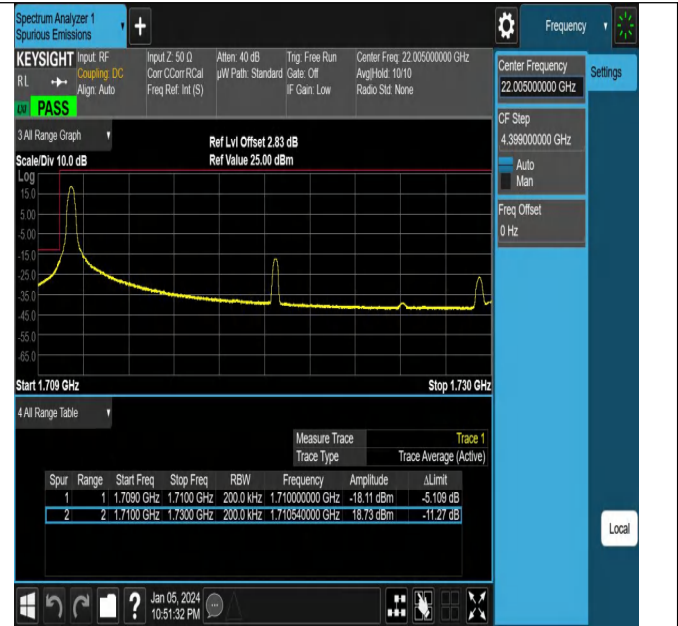 Spectrum Analyzer 1
Spurious Emissions
+
Frequency
KEYSIGHT Input: RF Input Z: 50 Ω Atten: 40 dB Trig: Free Run Center Freq: 22.005000000 GHz
RL Coupling: DC Corr CCorr RCal µW Path: Standard Gate: Off Avg|Hold: 10/10
Align: Auto Freq Ref: Int (S) IF Gain: Low Radio Std: None
PASS
Center Frequency
22.005000000 GHz
Settings
CF Step
4.399000000 GHz
Auto
Man
Freq Offset
0 Hz
3 All Range Graph
Ref Lvl Offset 2.83 dB
Scale/Div 10.0 dB Ref Value 25.00 dBm
Log
15.0
5.00
-5.00
-15.0
-25.0
-35.0
-45.0
-55.0
-65.0
Start 1.709 GHz Stop 1.730 GHz
4 All Range Table
Measure Trace Trace 1
Trace Type Trace Average (Active)
Spur Range Start Freq Stop Freq RBW Frequency Amplitude ΔLimit
1 1 1.7090 GHz 1.7100 GHz 200.0 kHz 1.710000000 GHz -18.11 dBm -5.109 dB
2 2 1.7100 GHz 1.7300 GHz 200.0 kHz 1.710540000 GHz 18.73 dBm -11.27 dB
Local
? Jan 05, 2024
10:51:32 PM